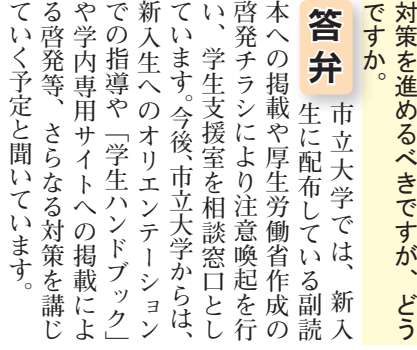 対策を進めるべきですが、どう
ですか。
答弁
市立大学では、新入
生に配布している副読
本への掲載や厚生労働省作成の
啓発チラシにより注意喚起を行
い、学生支援室を相談窓口とし
ています。今後、市立大学からは、
新入生へのオリエンテーション
での指導や「学生ハンドブック」
や学内専用サイトへの掲載によ
る啓発等、さらなる対策を講じ
ていく予定と聞いています。